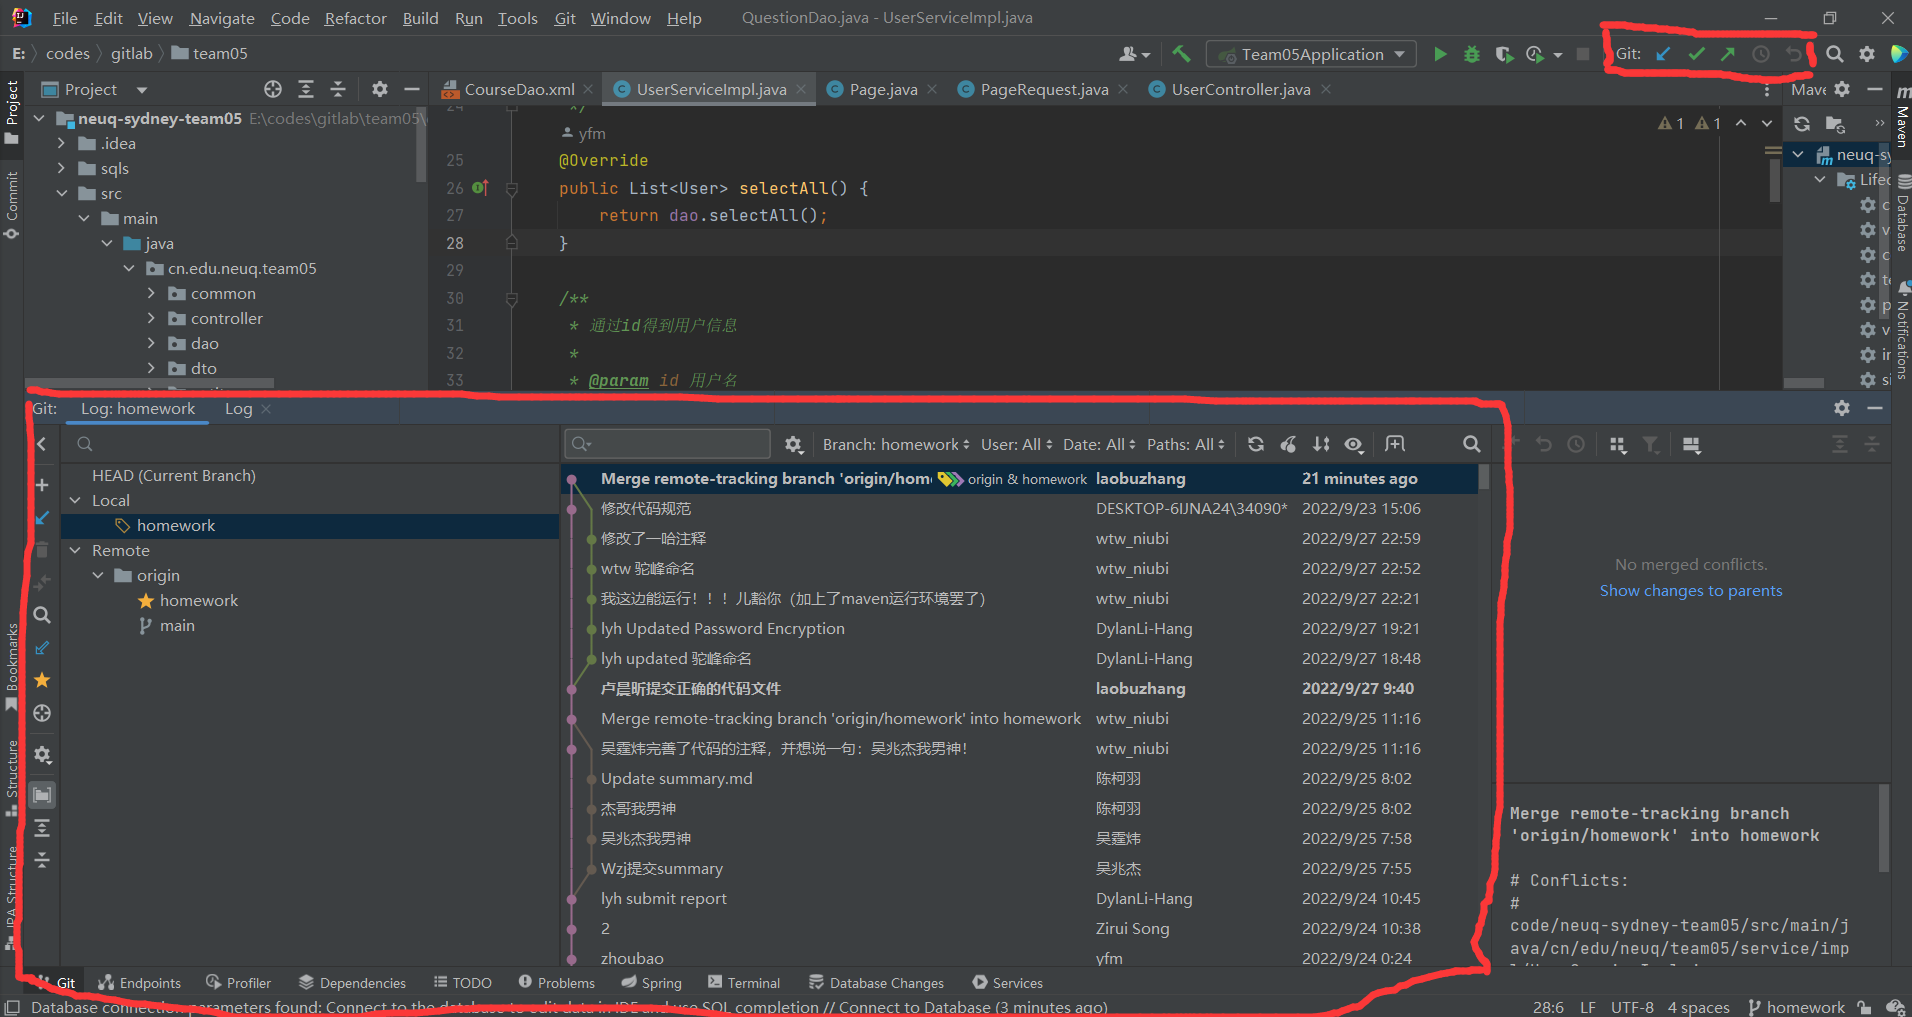 File Edit View Navigate Code Refactor Build Run Tools Git Window Help QuestionDao.java - UserServiceImpl.java
E: codes gitlab team05 Team05Application Git:
Project
CourseDao.xml UserServiceImpl.java Page.java PageRequest.java UserController.java Mave
Project
Commit
Bookmarks
Structure
JPA Structure
neuq-sydney-team05 E:\codes\gitlab\team05\
.idea
sqls
src
main
java
cn.edu.neuq.team05
common
controller
dao
dto
24 */
yfm
25 @Override
26 public List<User> selectAll() {
27 return dao.selectAll();
28 }
29
30 /**
31 * 通过id得到用户信息
32 *
33 * @param id 用户名
1 1
neuq-sy
Lifec
c
v
c
te
p
v
in
si
Maven
Database
Notifications
Git: Log: homework Log
HEAD (Current Branch)
Local
homework
Remote
origin
homework
main
Branch: homework User: All Date: All Paths: All
Merge remote-tracking branch 'origin/hom origin & homework laobuzhang 21 minutes ago
修改代码规范 DESKTOP-6IJNA24\34090* 2022/9/23 15:06
修改了一哈注释 wtw_niubi 2022/9/27 22:59
wtw 驼峰命名 wtw_niubi 2022/9/27 22:52
我这边能运行！！！儿豁你（加上了maven运行环境罢了） wtw_niubi 2022/9/27 22:21
lyh Updated Password Encryption DylanLi-Hang 2022/9/27 19:21
lyh updated 驼峰命名 DylanLi-Hang 2022/9/27 18:48
卢晨昕提交正确的代码文件 laobuzhang 2022/9/27 9:40
Merge remote-tracking branch 'origin/homework' into homework wtw_niubi 2022/9/25 11:16
吴霆炜完善了代码的注释，并想说一句：吴兆杰我男神！ wtw_niubi 2022/9/25 11:16
Update summary.md 陈柯羽 2022/9/25 8:02
杰哥我男神 陈柯羽 2022/9/25 8:02
吴兆杰我男神 吴霆炜 2022/9/25 7:58
Wzj提交summary 吴兆杰 2022/9/25 7:55
lyh submit report DylanLi-Hang 2022/9/24 10:45
2 Zirui Song 2022/9/24 10:38
zhoubao yfm 2022/9/24 0:24
No merged conflicts.
Show changes to parents
Merge remote-tracking branch
'origin/homework' into homework
# Conflicts:
#
code/neuq-sydney-team05/src/main/j
ava/cn/edu/neuq/team05/service/imp
Git Endpoints Profiler Dependencies TODO Problems Spring Terminal Database Changes Services
Database connection parameters found: Connect to the database to edit data in IDE and use SQL completion // Connect to Database (3 minutes ago) 28:6 LF UTF-8 4 spaces homework